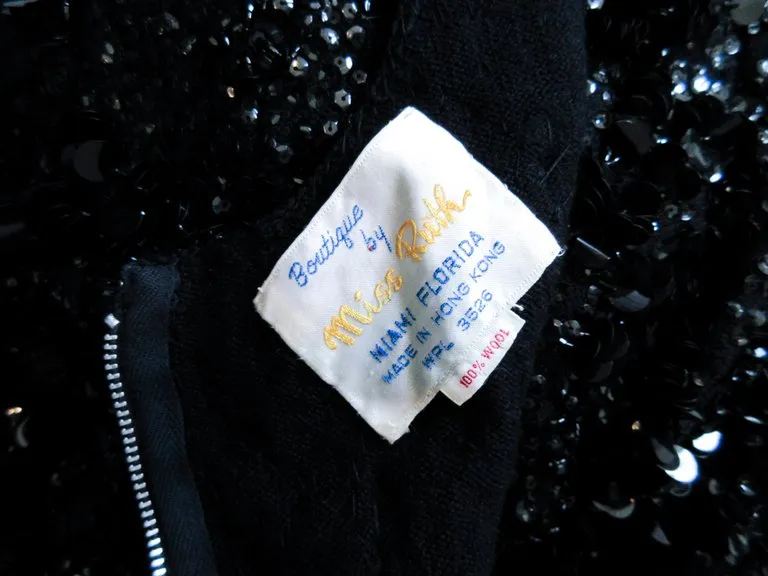 Boutique
by
Miss Ruth
MIAMI FLORIDA
MADE IN HONG KONG
WPL 3526
100% WOOL